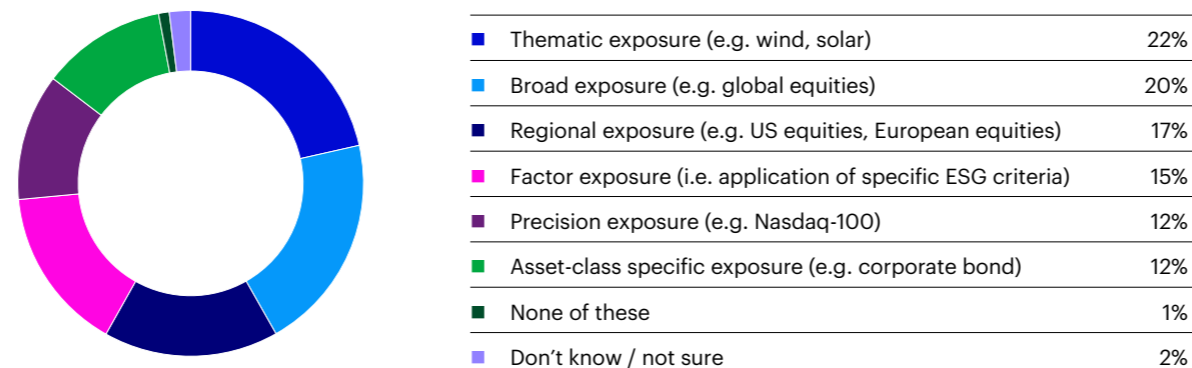 Thematic exposure (e.g. wind, solar) 22%
Broad exposure (e.g. global equities) 20%
Regional exposure (e.g. US equities, European equities) 17%
Factor exposure (i.e. application of specific ESG criteria) 15%
Precision exposure (e.g. Nasdaq-100) 12%
Asset-class specific exposure (e.g. corporate bond) 12%
None of these 1%
Don’t know / not sure 2%